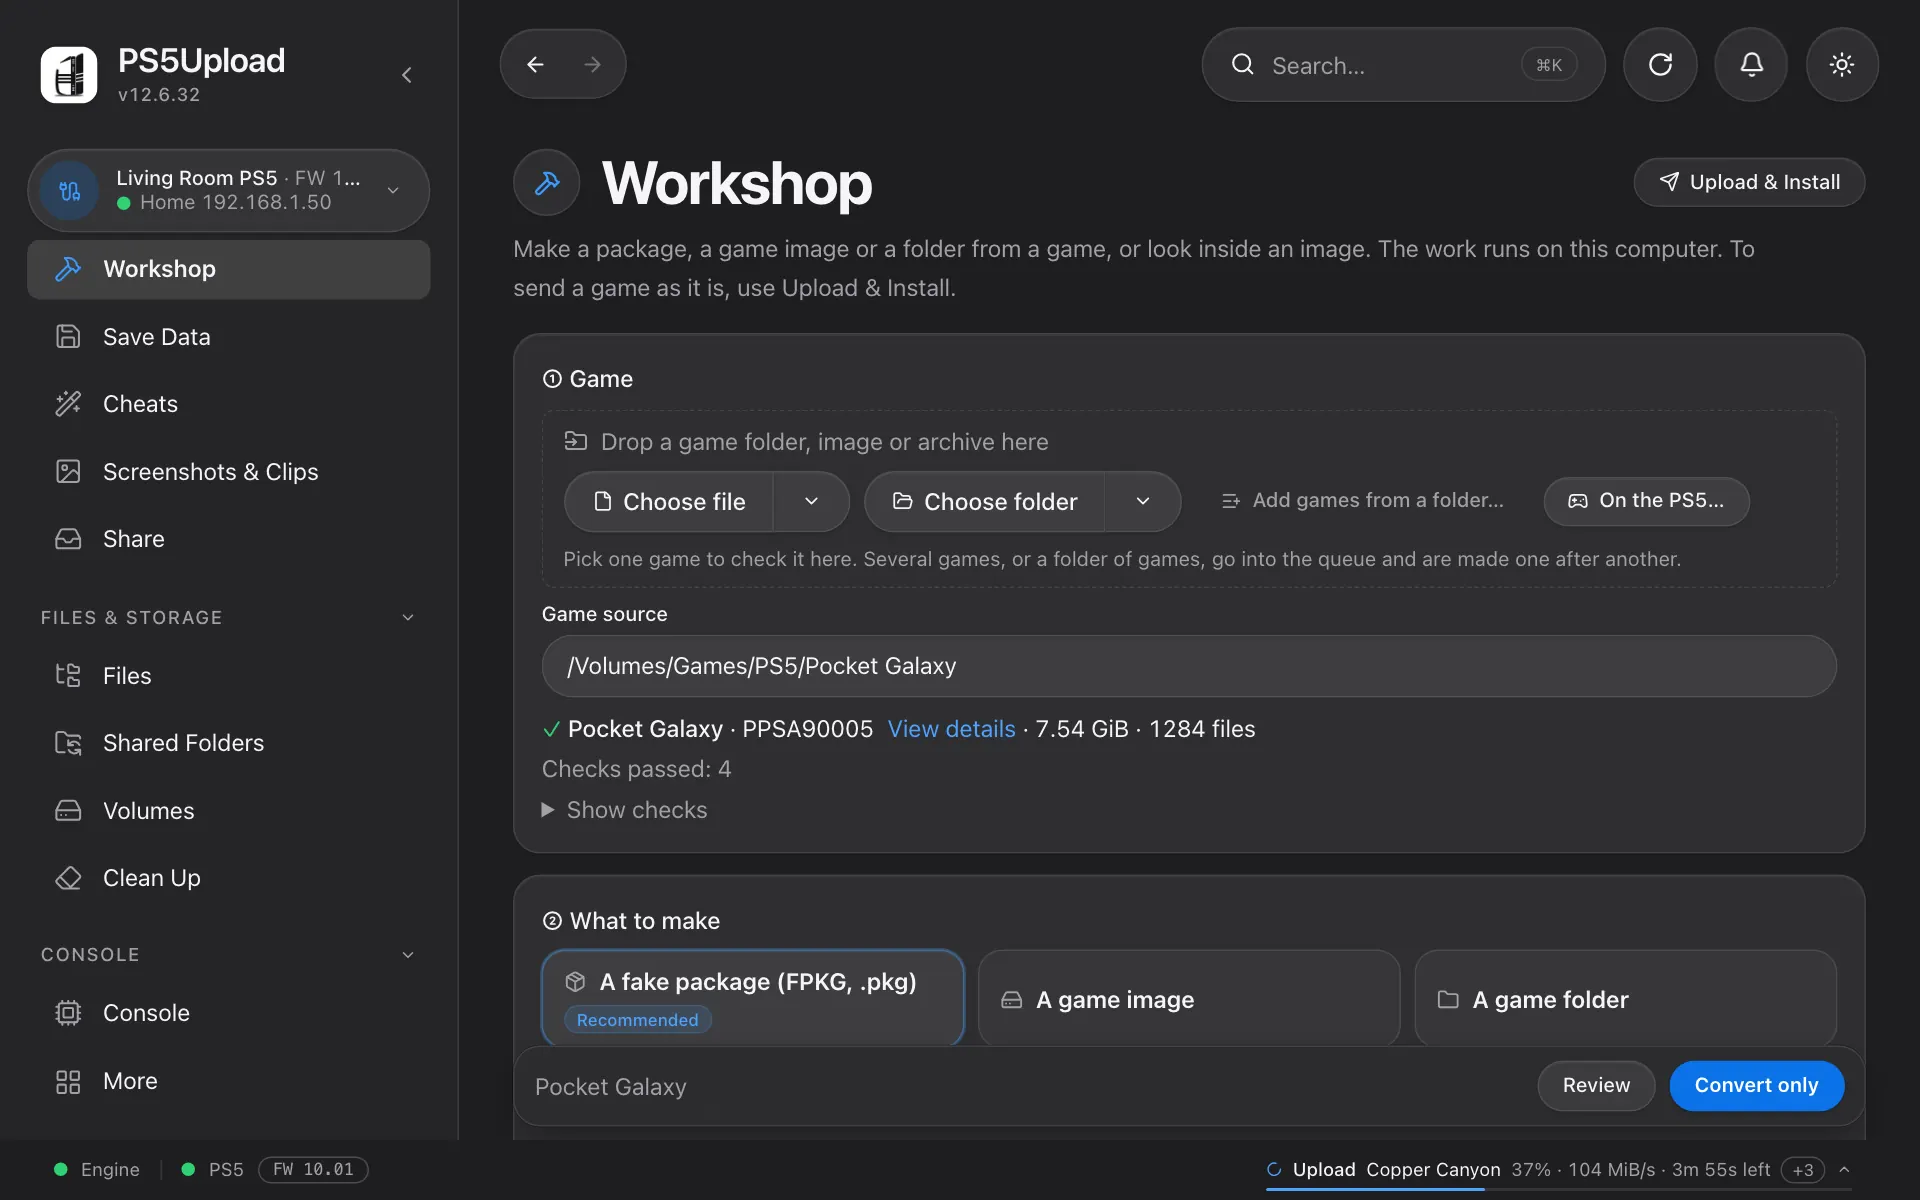 PS5Upload
v12.6.32
Living Room PS5 · FW 1...
Home 192.168.1.50
Workshop
Save Data
Cheats
Screenshots & Clips
Share
FILES & STORAGE
Files
Shared Folders
Volumes
Clean Up
CONSOLE
Console
More
Search... ⌘K
Workshop
Upload & Install
Make a package, a game image or a folder from a game, or look inside an image. The work runs on this computer. To
send a game as it is, use Upload & Install.
① Game
Drop a game folder, image or archive here
Choose file
Choose folder
Add games from a folder...
On the PS5...
Pick one game to check it here. Several games, or a folder of games, go into the queue and are made one after another.
Game source
/Volumes/Games/PS5/Pocket Galaxy
Pocket Galaxy · PPSA90005 View details · 7.54 GiB · 1284 files
Checks passed: 4
Show checks
② What to make
A fake package (FPKG, .pkg)
Recommended
A game image
A game folder
Pocket Galaxy
Review
Convert only
Engine
PS5
FW 10.01
Upload Copper Canyon 37% · 104 MiB/s · 3m 55s left +3